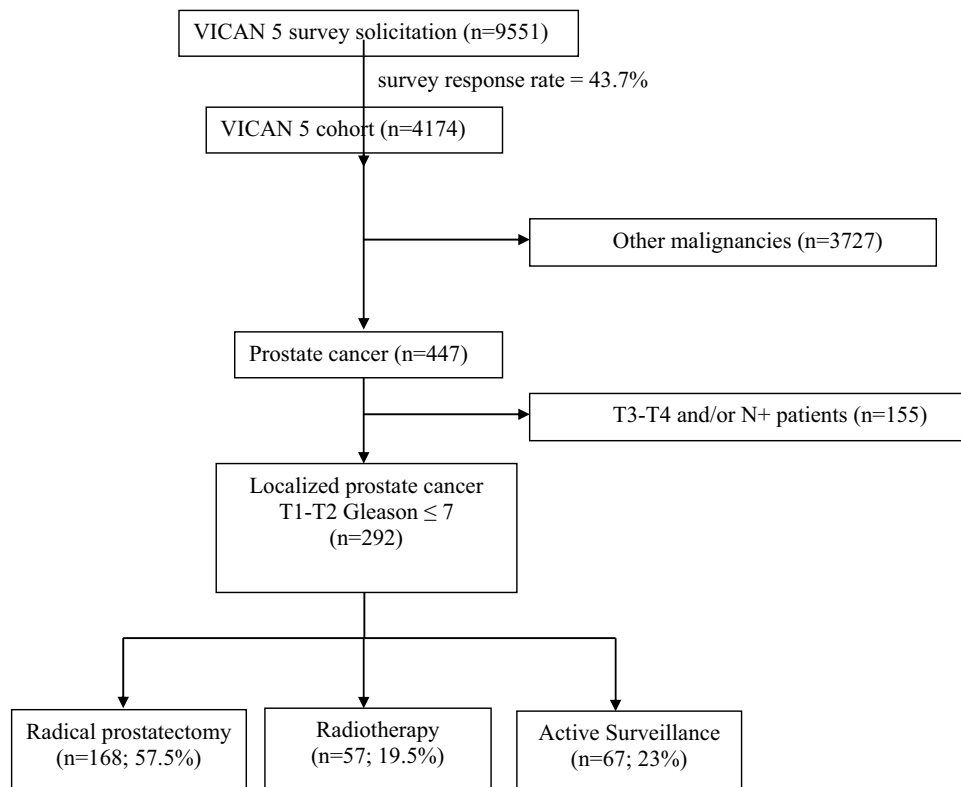 VICAN 5 survey solicitation (n=9551)
survey response rate = 43.7%
VICAN 5 cohort (n=4174)
Other malignancies (n=3727)
Prostate cancer (n=447)
T3-T4 and/or N+ patients (n=155)
Localized prostate cancer
T1-T2 Gleason ≤ 7
(n=292)
Radical prostatectomy
(n=168; 57.5%)
Radiotherapy
(n=57; 19.5%)
Active Surveillance
(n=67; 23%)